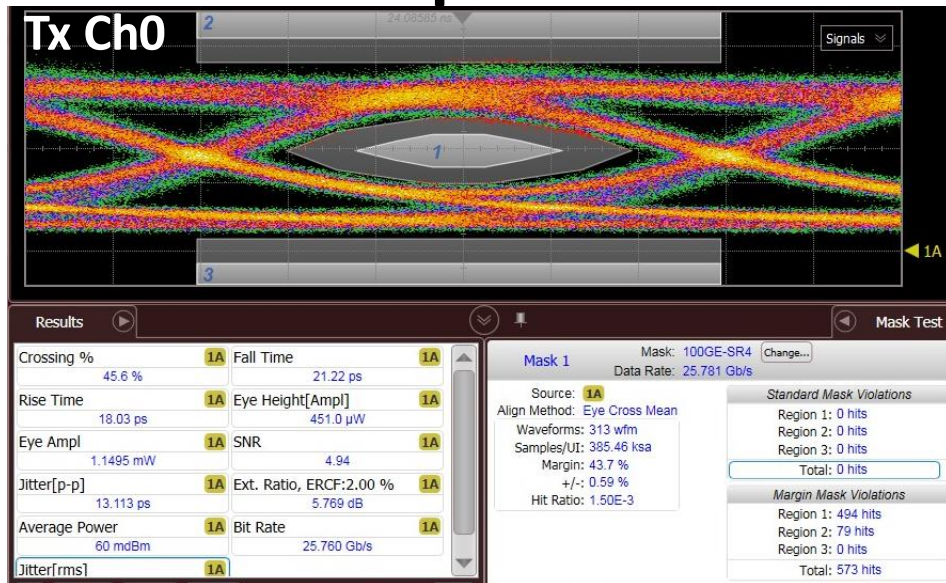 Tx Ch0
2
24.08585 ns
Signals
1
1A
3
Results
Mask Test
Crossing % 1A Fall Time 1A
45.6 % 21.22 ps
Rise Time 1A Eye Height[Ampl] 1A
18.03 ps 451.0 µW
Eye Ampl 1A SNR 1A
1.1495 mW 4.94
Jitter[p-p] 1A Ext. Ratio, ERCF:2.00 % 1A
13.113 ps 5.769 dB
Average Power 1A Bit Rate 1A
60 mdBm 25.760 Gb/s
Jitter[rms] 1A
Mask 1
Mask: 100GE-SR4 Change...
Data Rate: 25.781 Gb/s
Source: 1A
Align Method: Eye Cross Mean
Waveforms: 313 wfm
Samples/UI: 385.46 ksa
Margin: 43.7 %
+/-: 0.59 %
Hit Ratio: 1.50E-3
Standard Mask Violations
Region 1: 0 hits
Region 2: 0 hits
Region 3: 0 hits
Total: 0 hits
Margin Mask Violations
Region 1: 494 hits
Region 2: 79 hits
Region 3: 0 hits
Total: 573 hits